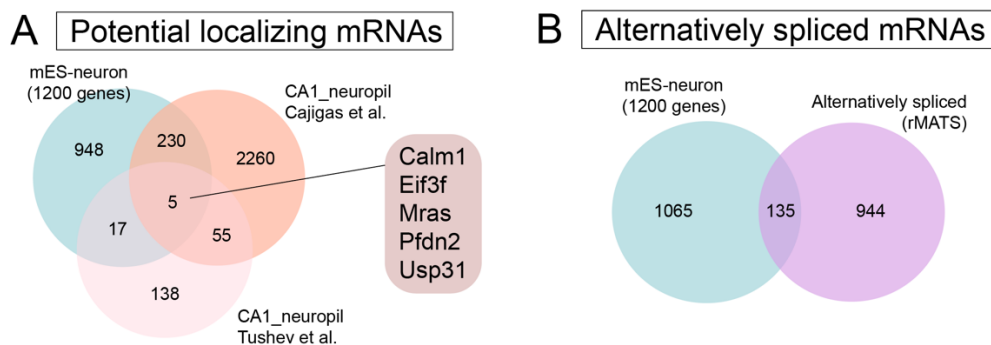 A
Potential localizing mRNAs
mES-neuron
(1200 genes)
CA1_neuropil
Cajigas et al.
948
230
2260
5
17
55
138
Calm1
Eif3f
Mras
Pfdn2
Usp31
CA1_neuropil
Tushev et al.
B
Alternatively spliced mRNAs
mES-neuron
(1200 genes)
Alternatively spliced
(rMATS)
1065
135
944